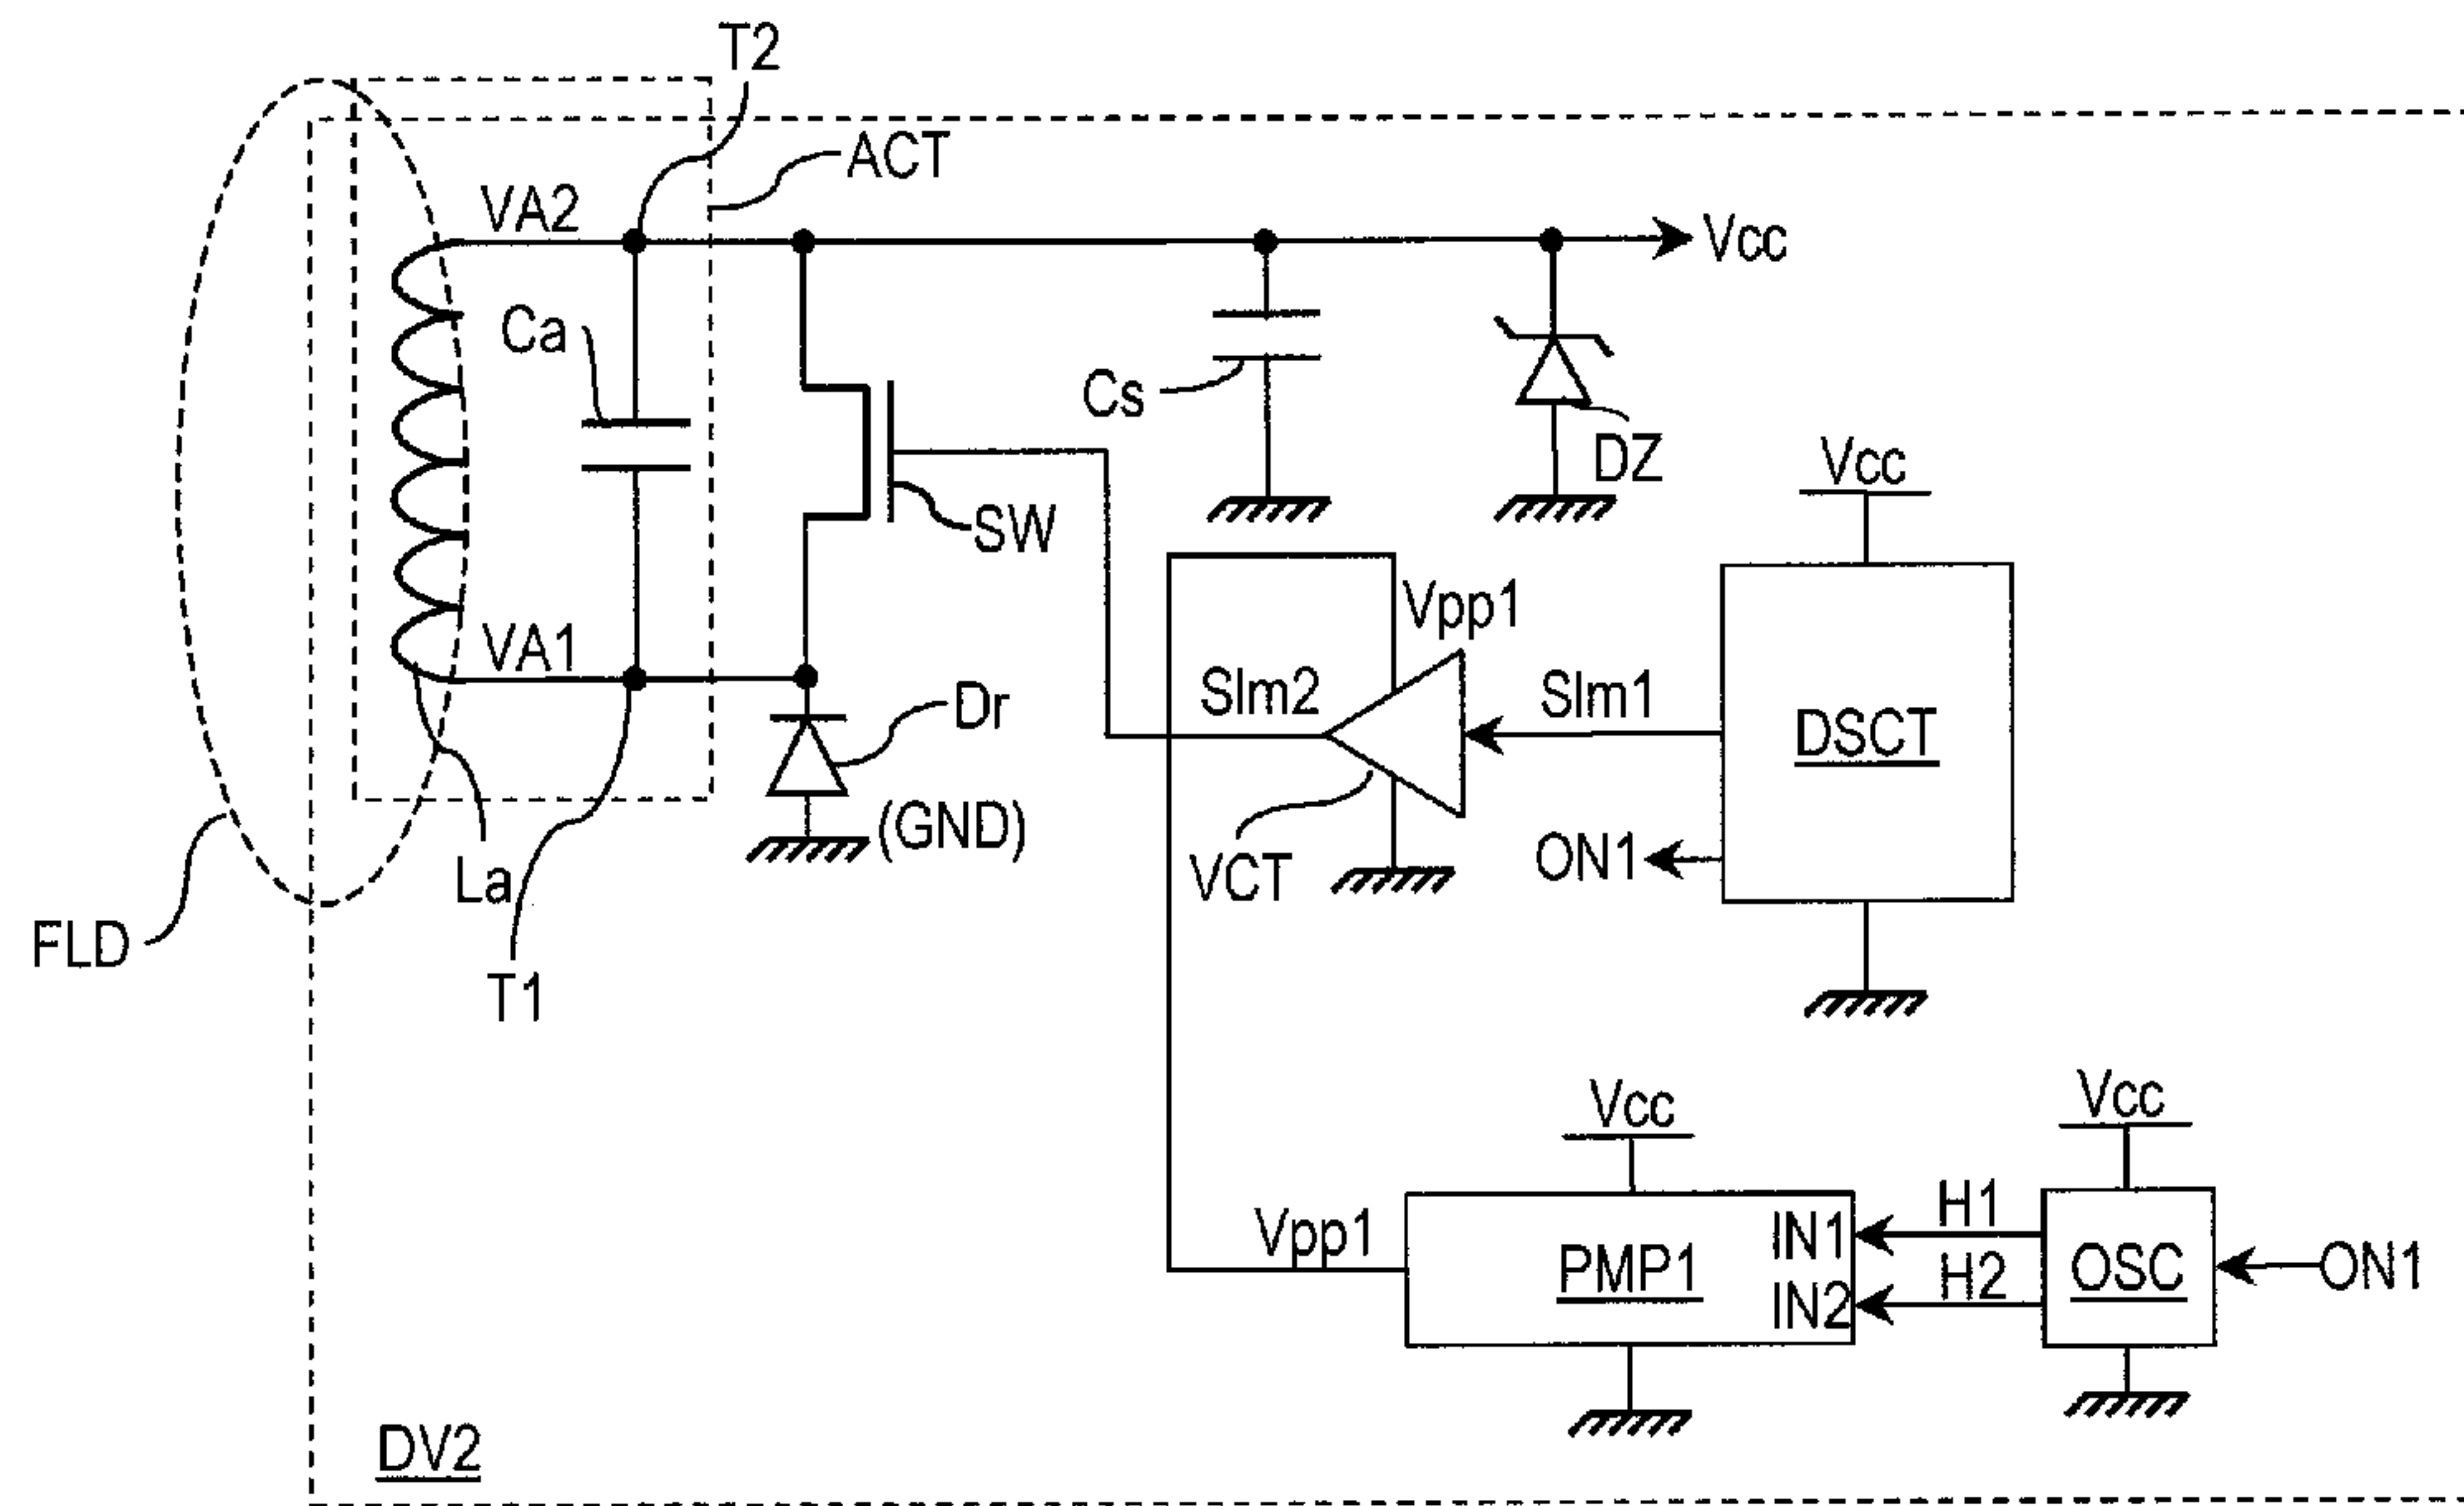 T2
ACT
VA2
Vcc
Ca
Cs
DZ
Vcc
SW
Vpp1
VA1
Slm2
Slm1
Dr
DSCT
(GND)
ON1
La
VCT
FLD
T1
Vcc
Vcc
Vpp1
PMP1
IN1
H1
OSC
ON1
IN2
H2
DV2